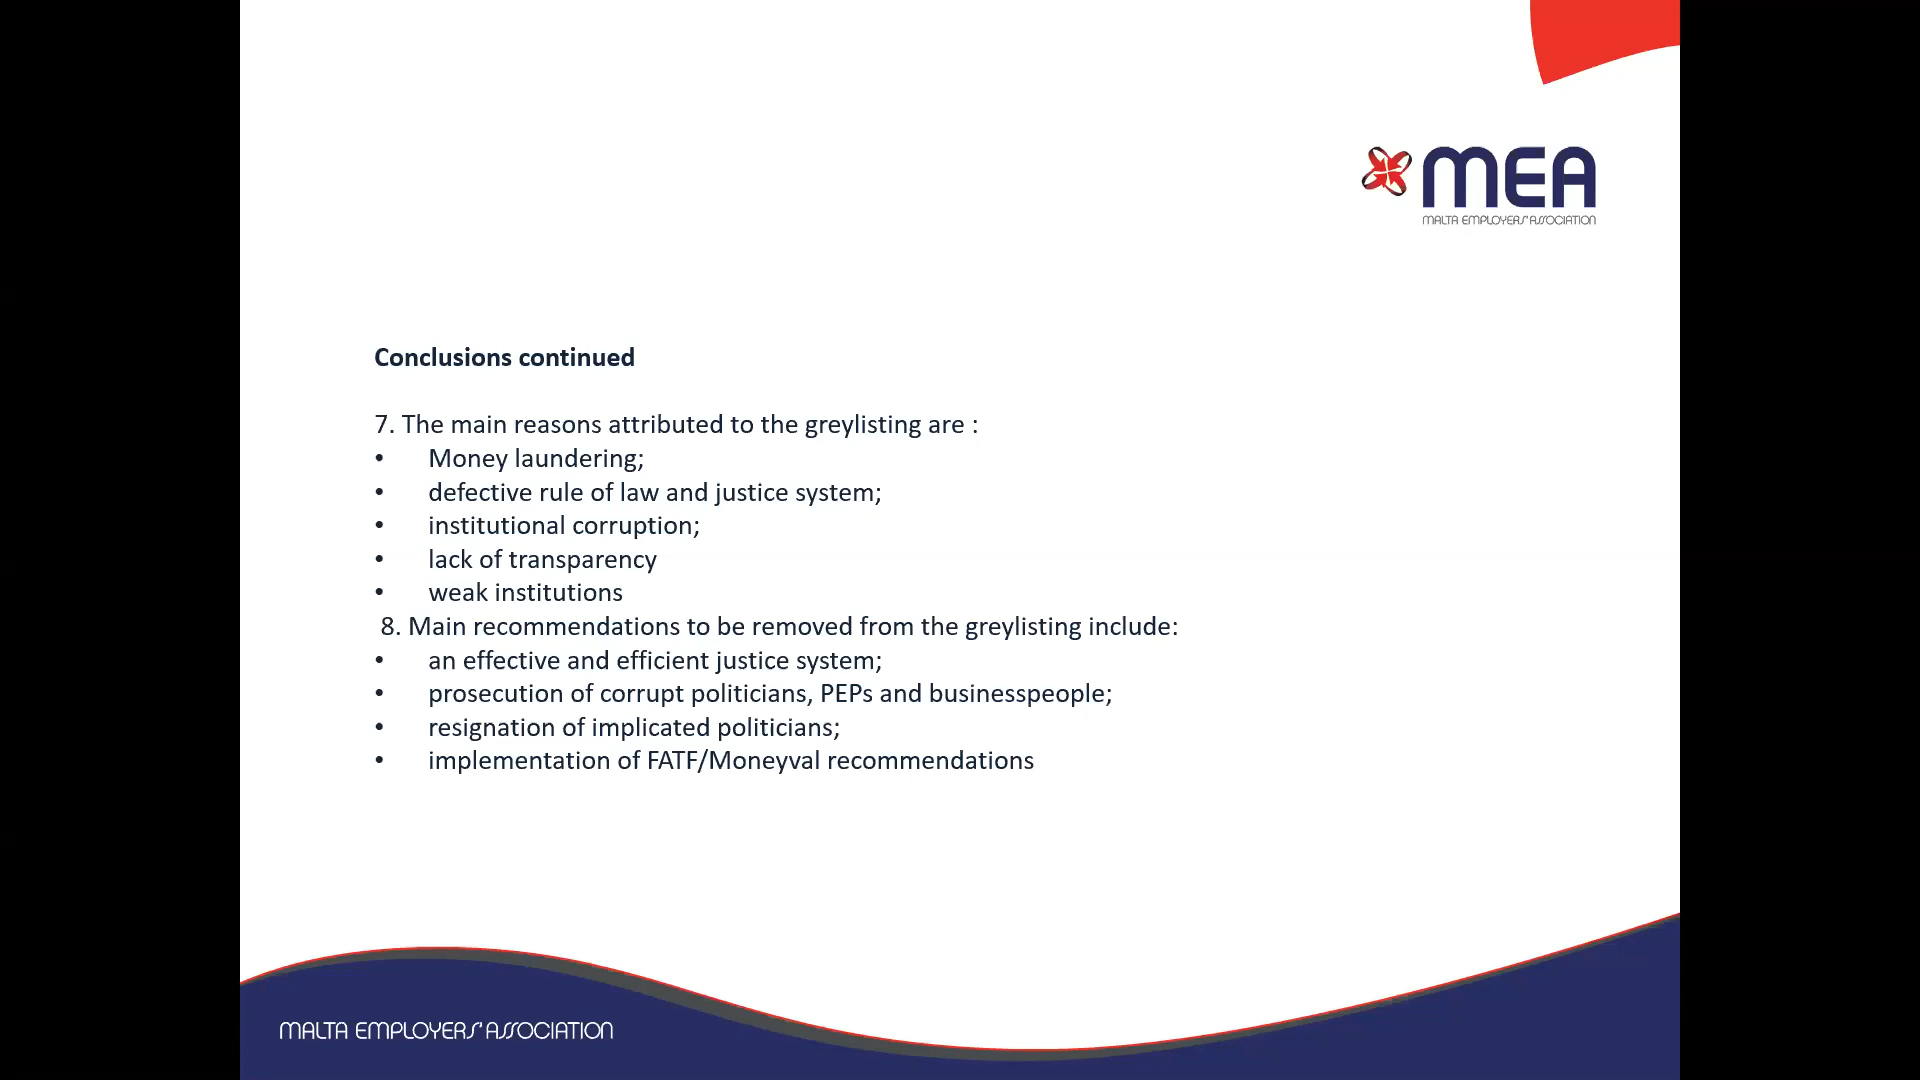 MEA
MALTA EMPLOYERS' ASSOCIATION
Conclusions continued
7. The main reasons attributed to the greylisting are :
• Money laundering;
• defective rule of law and justice system;
• institutional corruption;
• lack of transparency
• weak institutions
8. Main recommendations to be removed from the greylisting include:
• an effective and efficient justice system;
• prosecution of corrupt politicians, PEPs and businesspeople;
• resignation of implicated politicians;
• implementation of FATF/Moneyval recommendations
MALTA EMPLOYERS' ASSOCIATION